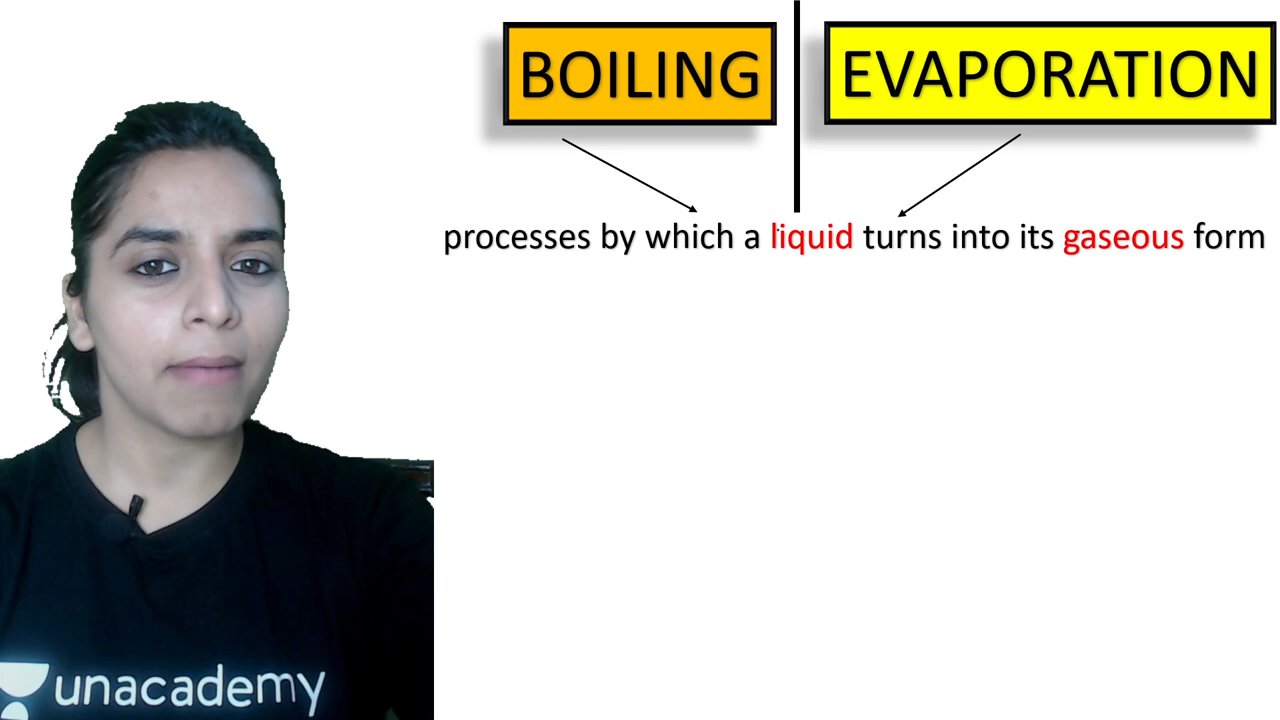 BOILING
EVAPORATION
processes by which a liquid turns into its gaseous form
unacademy